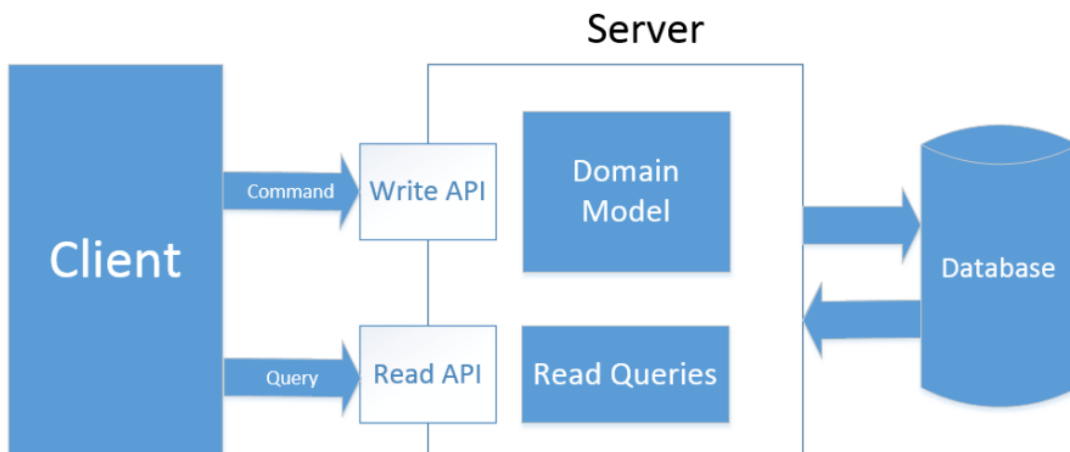 Server
Client
Command
Write API
Domain
Model
Database
Query
Read API
Read Queries